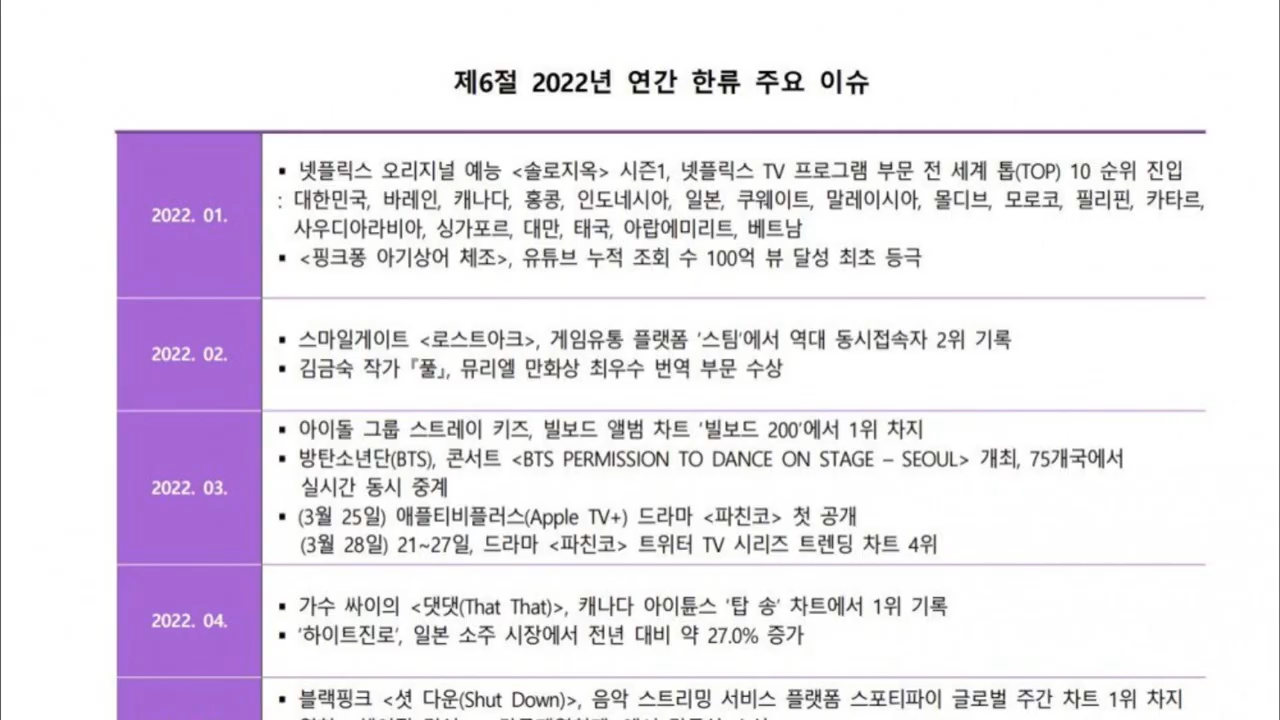 제6절 2022년 연간 한류 주요 이슈
2022. 01.
▪ 넷플릭스 오리지널 예능 <솔로지옥> 시즌1, 넷플릭스 TV 프로그램 부문 전 세계 톱(TOP) 10 순위 진입
: 대한민국, 바레인, 캐나다, 홍콩, 인도네시아, 일본, 쿠웨이트, 말레이시아, 몰디브, 모로코, 필리핀, 카타르,
사우디아라비아, 싱가포르, 대만, 태국, 아랍에미리트, 베트남
▪ <핑크퐁 아기상어 체조>, 유튜브 누적 조회 수 100억 뷰 달성 최초 등극
2022. 02.
▪ 스마일게이트 <로스트아크>, 게임유통 플랫폼 '스팀'에서 역대 동시접속자 2위 기록
▪ 김금숙 작가 『풀』, 뮤리엘 만화상 최우수 번역 부문 수상
2022. 03.
▪ 아이돌 그룹 스트레이 키즈, 빌보드 앨범 차트 '빌보드 200'에서 1위 차지
▪ 방탄소년단(BTS), 콘서트 <BTS PERMISSION TO DANCE ON STAGE – SEOUL> 개최, 75개국에서
실시간 동시 중계
▪ (3월 25일) 애플티비플러스(Apple TV+) 드라마 <파친코> 첫 공개
(3월 28일) 21~27일, 드라마 <파친코> 트위터 TV 시리즈 트렌딩 차트 4위
2022. 04.
▪ 가수 싸이의 <댓댓(That That)>, 캐나다 아이튠스 '탑 송' 차트에서 1위 기록
▪ '하이트진로', 일본 소주 시장에서 전년 대비 약 27.0% 증가
▪ 블랙핑크 <셧 다운(Shut Down)>, 음악 스트리밍 서비스 플랫폼 스포티파이 글로벌 주간 차트 1위 차지